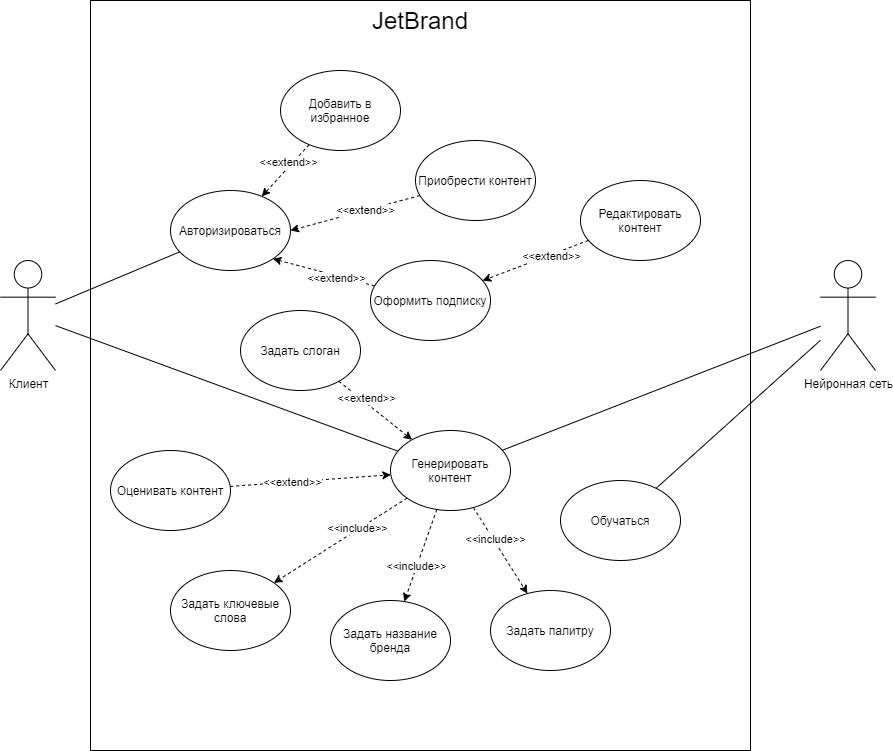 JetBrand
Добавить в
избранное
<<extend>>
Приобрести контент
<<extend>>
Авторизироваться
Редактировать
контент
<<extend>>
<<extend>>
Оформить подписку
Клиент
Нейронная сеть
Задать слоган
<<extend>>
Генерировать
контент
Оценивать контент
<<extend>>
Обучаться
<<include>>
<<include>>
<<include>>
Задать ключевые
слова
Задать название
бренда
Задать палитру